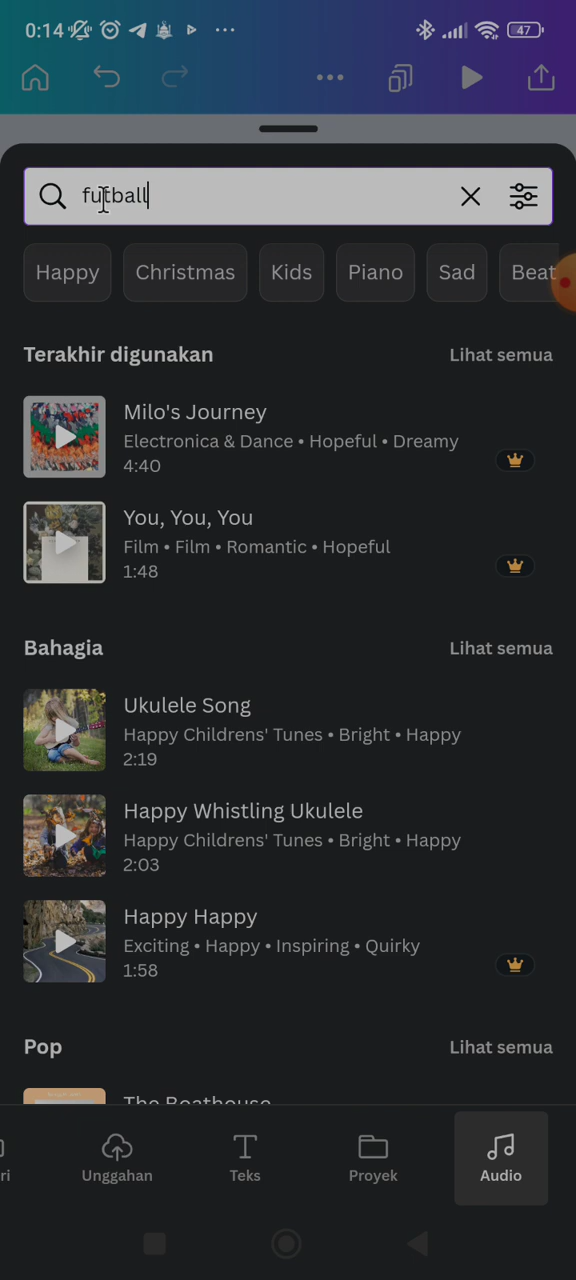 0:14
47
futball
Happy
Christmas
Kids
Piano
Sad
Beat
Terakhir digunakan
Lihat semua
Milo's Journey
Electronica & Dance • Hopeful • Dreamy
4:40
You, You, You
Film • Film • Romantic • Hopeful
1:48
Bahagia
Lihat semua
Ukulele Song
Happy Childrens' Tunes • Bright • Happy
2:19
Happy Whistling Ukulele
Happy Childrens' Tunes • Bright • Happy
2:03
Happy Happy
Exciting • Happy • Inspiring • Quirky
1:58
Pop
Lihat semua
The Boathouse
ri
Unggahan
Teks
Proyek
Audio